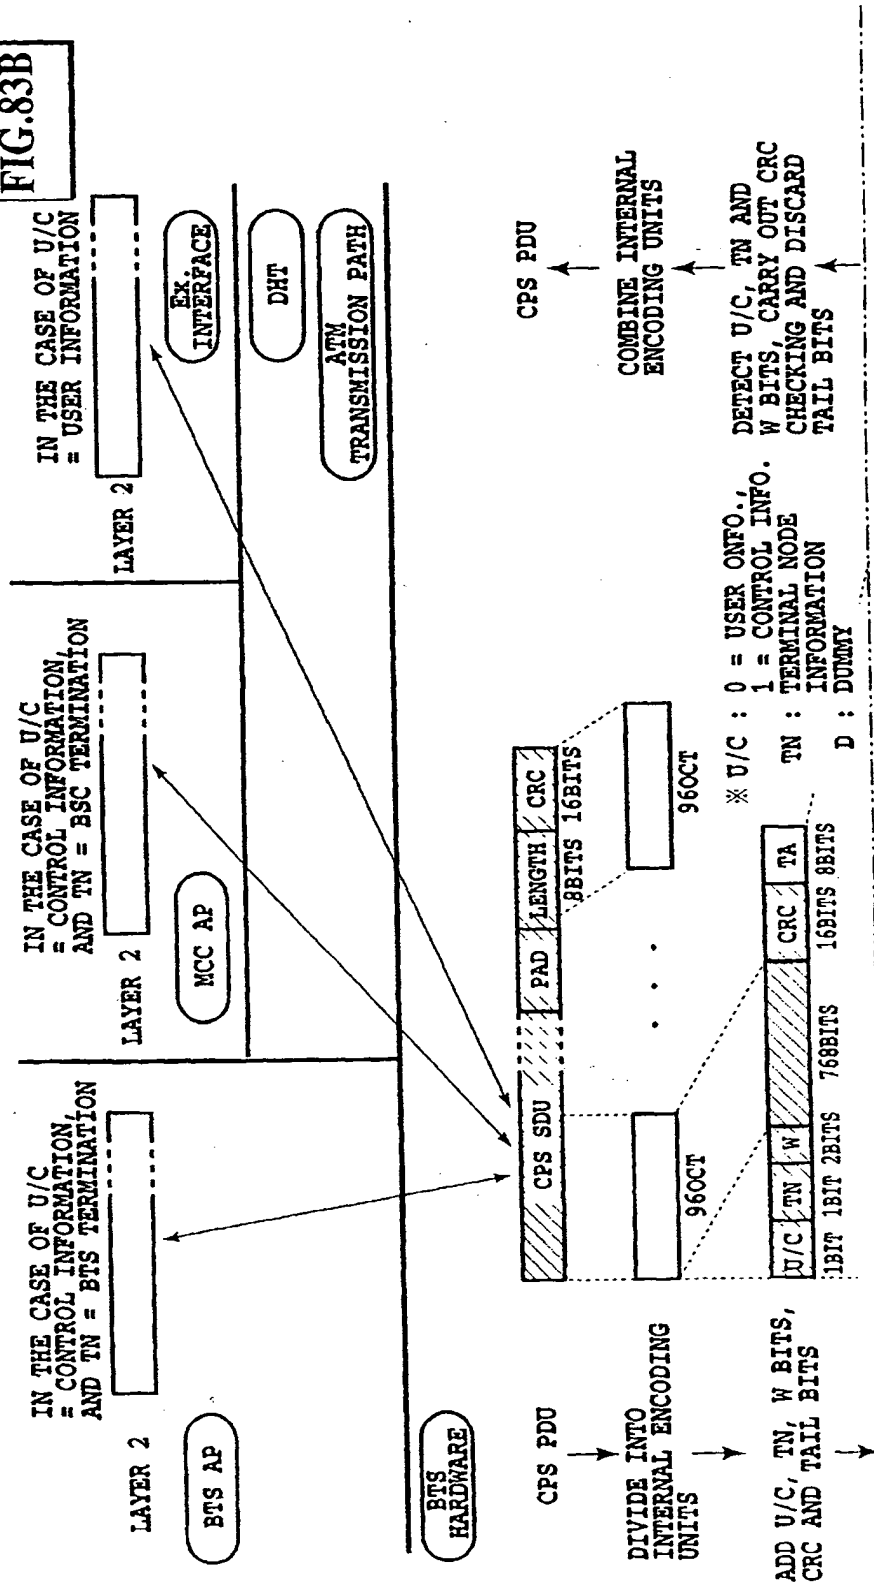 FIG.83B
IN THE CASE OF U/C
= CONTROL INFORMATION,
AND TN = BTS TERMINATION
LAYER 2
BTS AP
IN THE CASE OF U/C
= CONTROL INFORMATION,
AND TN = BSC TERMINATION
LAYER 2
MCC AP
IN THE CASE OF U/C
= USER INFORMATION
LAYER 2
EX.
INTERFACE
DHT
ATM
TRANSMISSION PATH
BTS
HARDWARE
CPS PDU
DIVIDE INTO
INTERNAL ENCODING
UNITS
ADD U/C, TN, W BITS,
CRC AND TAIL BITS
CPS SDU
PAD
LENGTH
CRC
8BITS
16BITS
96OCT
96OCT
U/C
TN
W
CRC
TA
1BIT
1BIT
2BITS
768BITS
16BITS
8BITS
※ U/C : 0 = USER ONFO.,
1 = CONTROL INFO.
TN : TERMINAL NODE
INFORMATION
D : DUMMY
CPS PDU
COMBINE INTERNAL
ENCODING UNITS
DETECT U/C, TN AND
W BITS, CARRY OUT CRC
CHECKING AND DISCARD
TAIL BITS